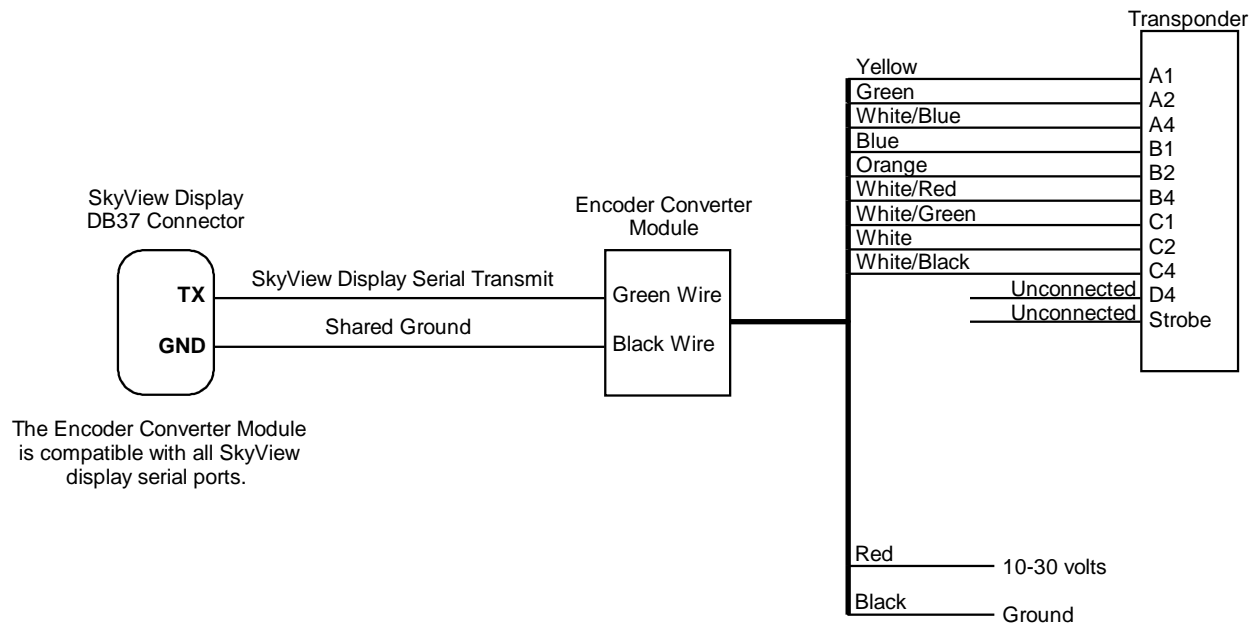 Transponder
Yellow
A1
Green
A2
White/Blue
A4
Blue
B1
Orange
B2
White/Red
B4
White/Green
C1
White
C2
White/Black
C4
Unconnected
D4
Unconnected
Strobe
SkyView Display
DB37 Connector
Encoder Converter
Module
TX
SkyView Display Serial Transmit
Green Wire
GND
Shared Ground
Black Wire
The Encoder Converter Module
is compatible with all SkyView
display serial ports.
Red
10-30 volts
Black
Ground